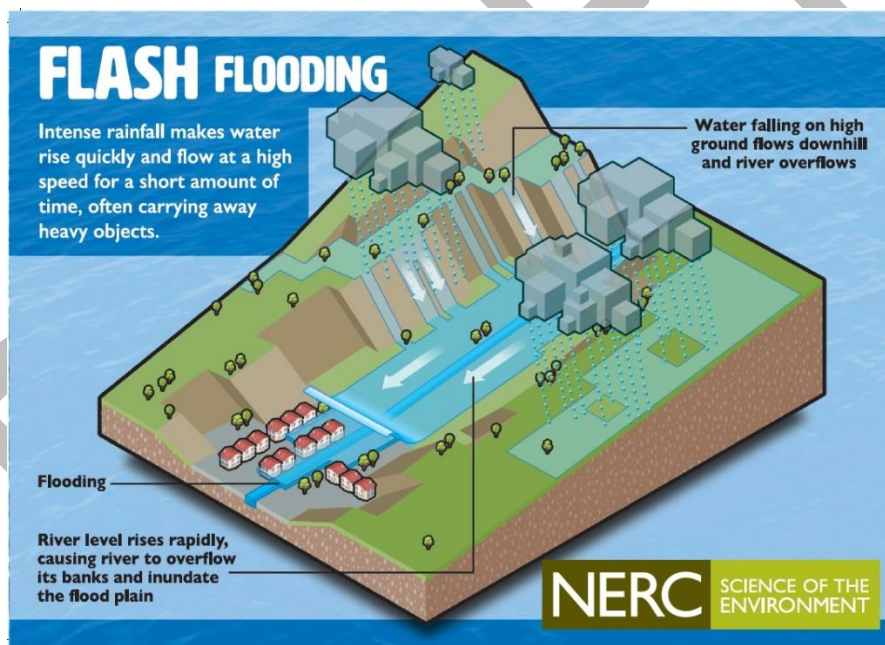 FLASH FLOODING
Intense rainfall makes water
rise quickly and flow at a high
speed for a short amount of
time, often carrying away
heavy objects.
Water falling on high
ground flows downhill
and river overflows
Flooding
River level rises rapidly,
causing river to overflow
its banks and inundate
the flood plain
NERC
SCIENCE OF THE
ENVIRONMENT